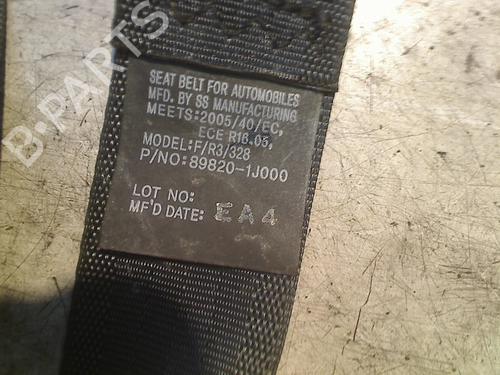 B-PARTS
SEAT BELT FOR AUTOMOBILES
MFD. BY SS MANUFACTURING
MEETS:2005/40/EC,
ECE R16.05,
MODEL:F/R3/328
P/NO:89820-1J000
LOT NO:
MF'D DATE: EA4